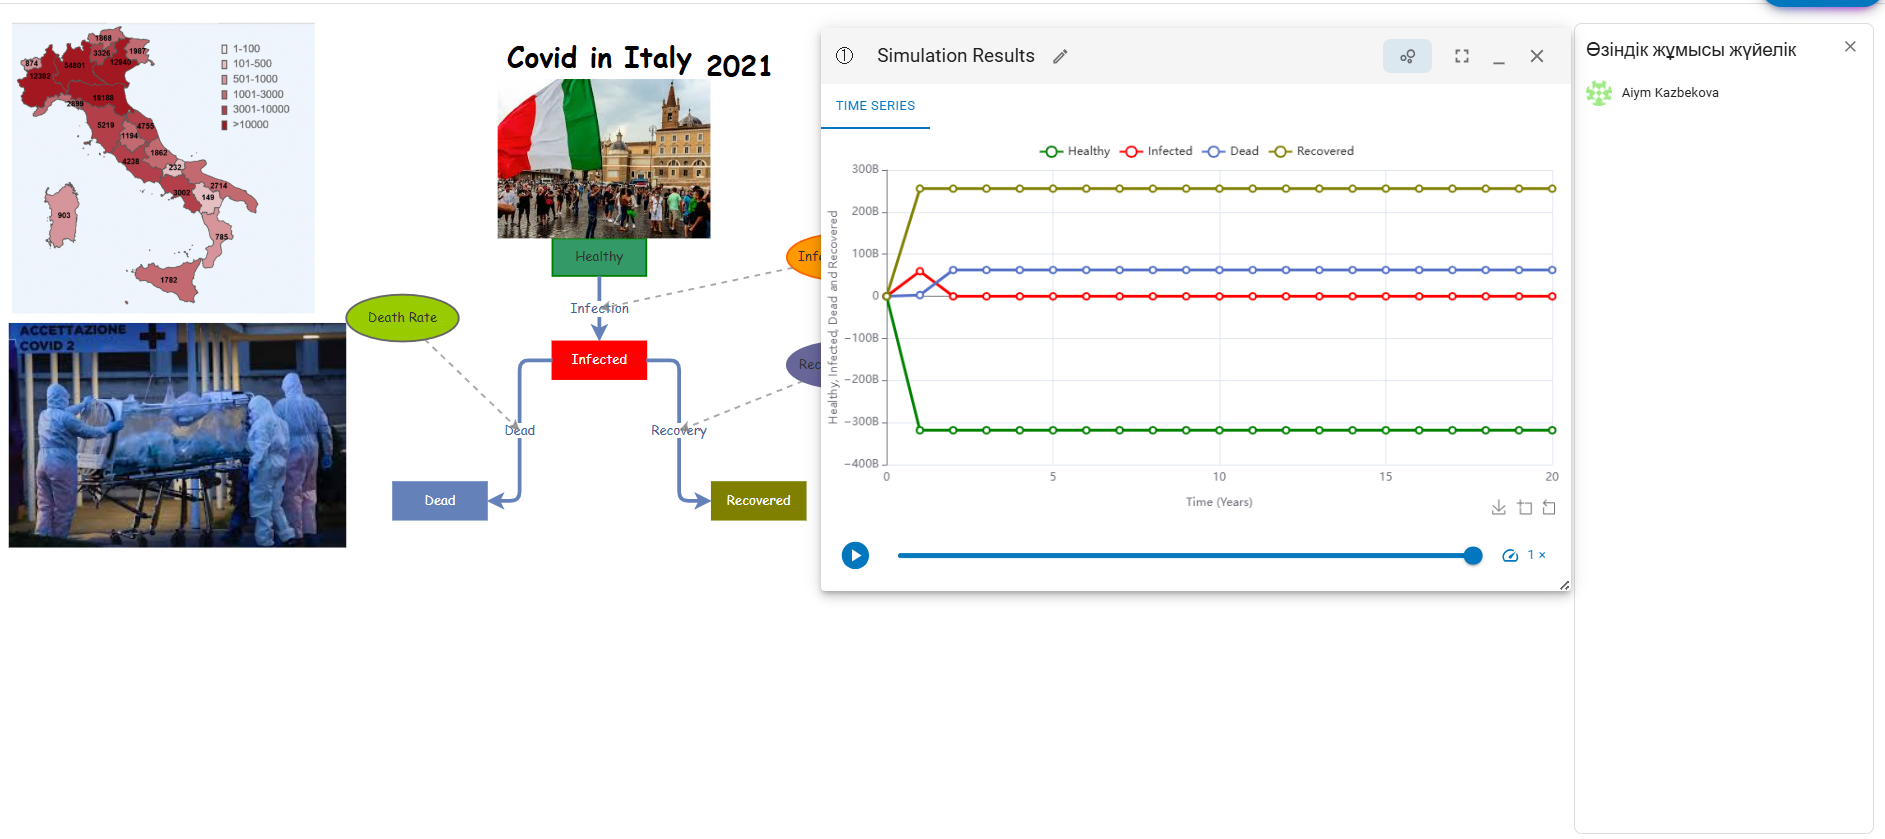 1868
3326
1987
874
54801
12940
12392
18188
2899
5219
4755
1194
1862
4238
232
3002
2714
149
903
785
1782
1-100
101-500
501-1000
1001-3000
3001-10000
>10000
ACCETTAZIONE
COVID 2
Covid in Italy 2021
Healthy
Infection
Death Rate
Infected
Dead
Recovery
Dead
Recovered
Infe
Rec
1
Simulation Results
TIME SERIES
Healthy
Infected
Dead
Recovered
Healthy, Infected, Dead and Recovered
300B
200B
100B
0
−100B
−200B
−300B
−400B
0
5
10
15
20
Time (Years)
1 ×
Өзіндік жұмысы жүйелік
Aiym Kazbekova